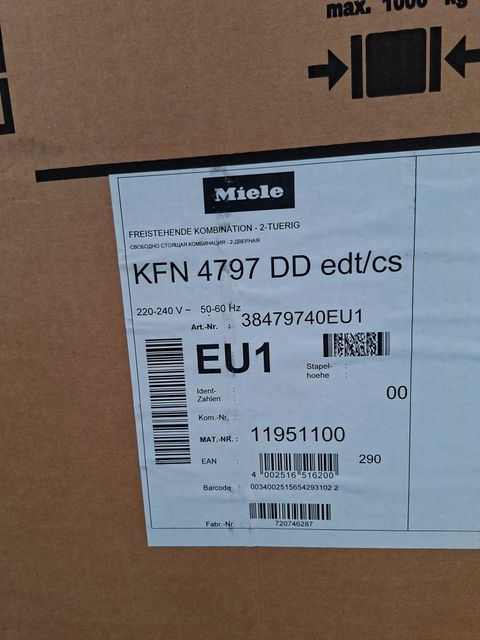 max. 1000 kg
Miele
FREISTEHENDE KOMBINATION - 2-TUERIG
СВОБОДНО СТОЯЩАЯ КОМБИНАЦИЯ - 2-ДВЕРНАЯ
KFN 4797 DD edt/cs
220-240 V ~ 50-60 Hz
Art.-Nr. : 38479740EU1
EU1
Stapel- :
hoehe :
Ident- :
Zahlen :
00
Kom.-Nr. :
MAT.-NR. : 11951100
EAN : 290
4 002516 516200
Barcode : 00340025156542931022
Fabr.-Nr. : 720746287